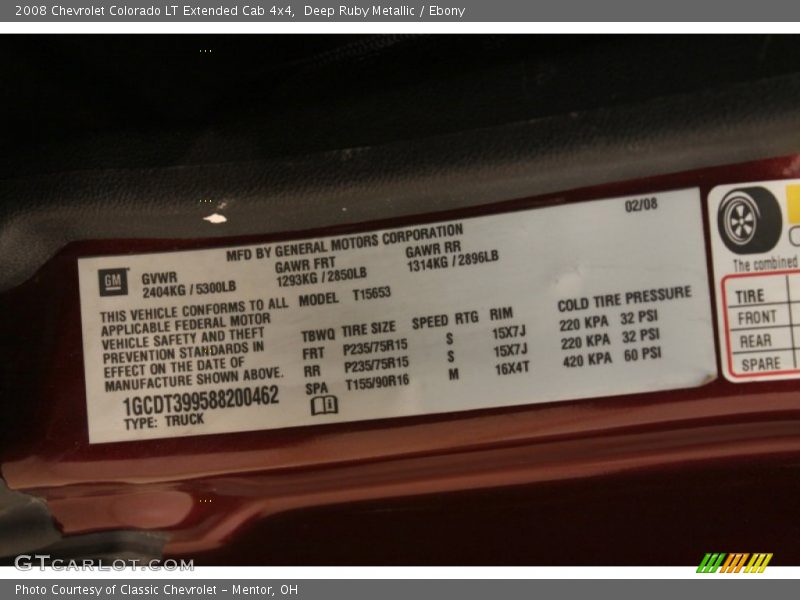 2008 Chevrolet Colorado LT Extended Cab 4x4, Deep Ruby Metallic / Ebony
02/08
MFD BY GENERAL MOTORS CORPORATION
GM
GVWR GAWR FRT GAWR RR
2404KG / 5300LB 1293KG / 2850LB 1314KG / 2896LB
THIS VEHICLE CONFORMS TO ALL
APPLICABLE FEDERAL MOTOR
VEHICLE SAFETY AND THEFT
PREVENTION STANDARDS IN
EFFECT ON THE DATE OF
MANUFACTURE SHOWN ABOVE.
1GCDT399588200462
TYPE: TRUCK
MODEL T15653
TBWQ TIRE SIZE SPEED RTG RIM COLD TIRE PRESSURE
FRT P235/75R15 S 15X7J 220 KPA 32 PSI
RR P235/75R15 S 15X7J 220 KPA 32 PSI
SPA T155/90R16 M 16X4T 420 KPA 60 PSI
The combined
TIRE
FRONT
REAR
SPARE
GTCARLOT.COM
Photo Courtesy of Classic Chevrolet - Mentor, OH